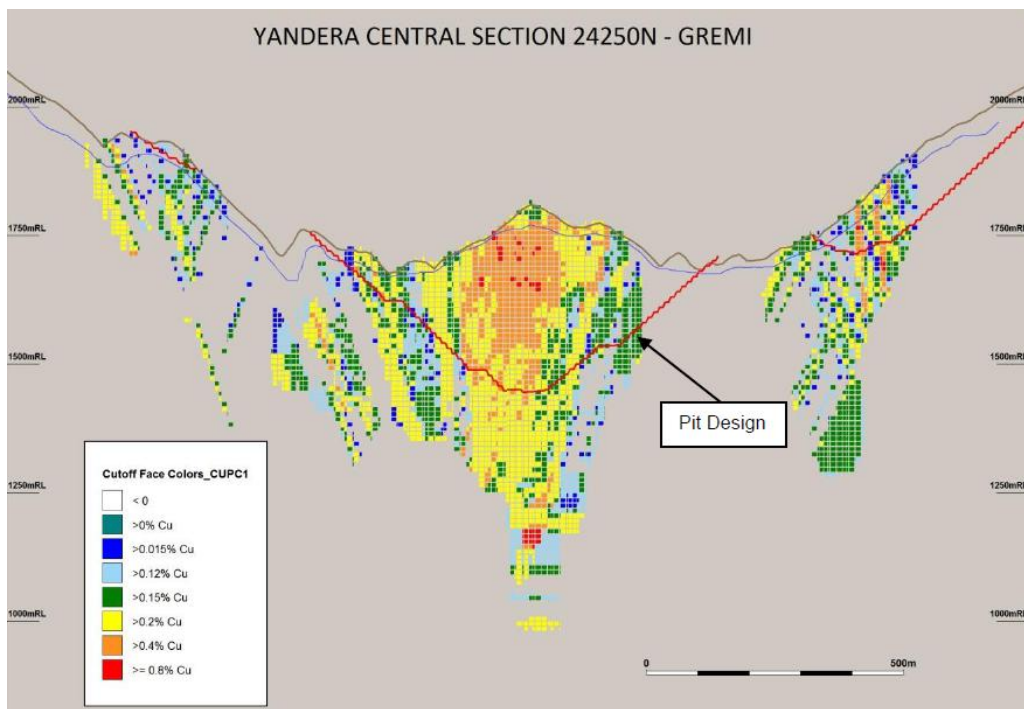 YANDERA CENTRAL SECTION 24250N - GREMI
2000mRL
2000mRL
1750mRL
1750mRL
1500mRL
1500mRL
Pit Design
1250mRL
1250mRL
1000mRL
1000mRL
Cutoff Face Colors_CUPC1
< 0
>0% Cu
>0.015% Cu
>0.12% Cu
>0.15% Cu
>0.2% Cu
>0.4% Cu
>= 0.8% Cu
0
500m